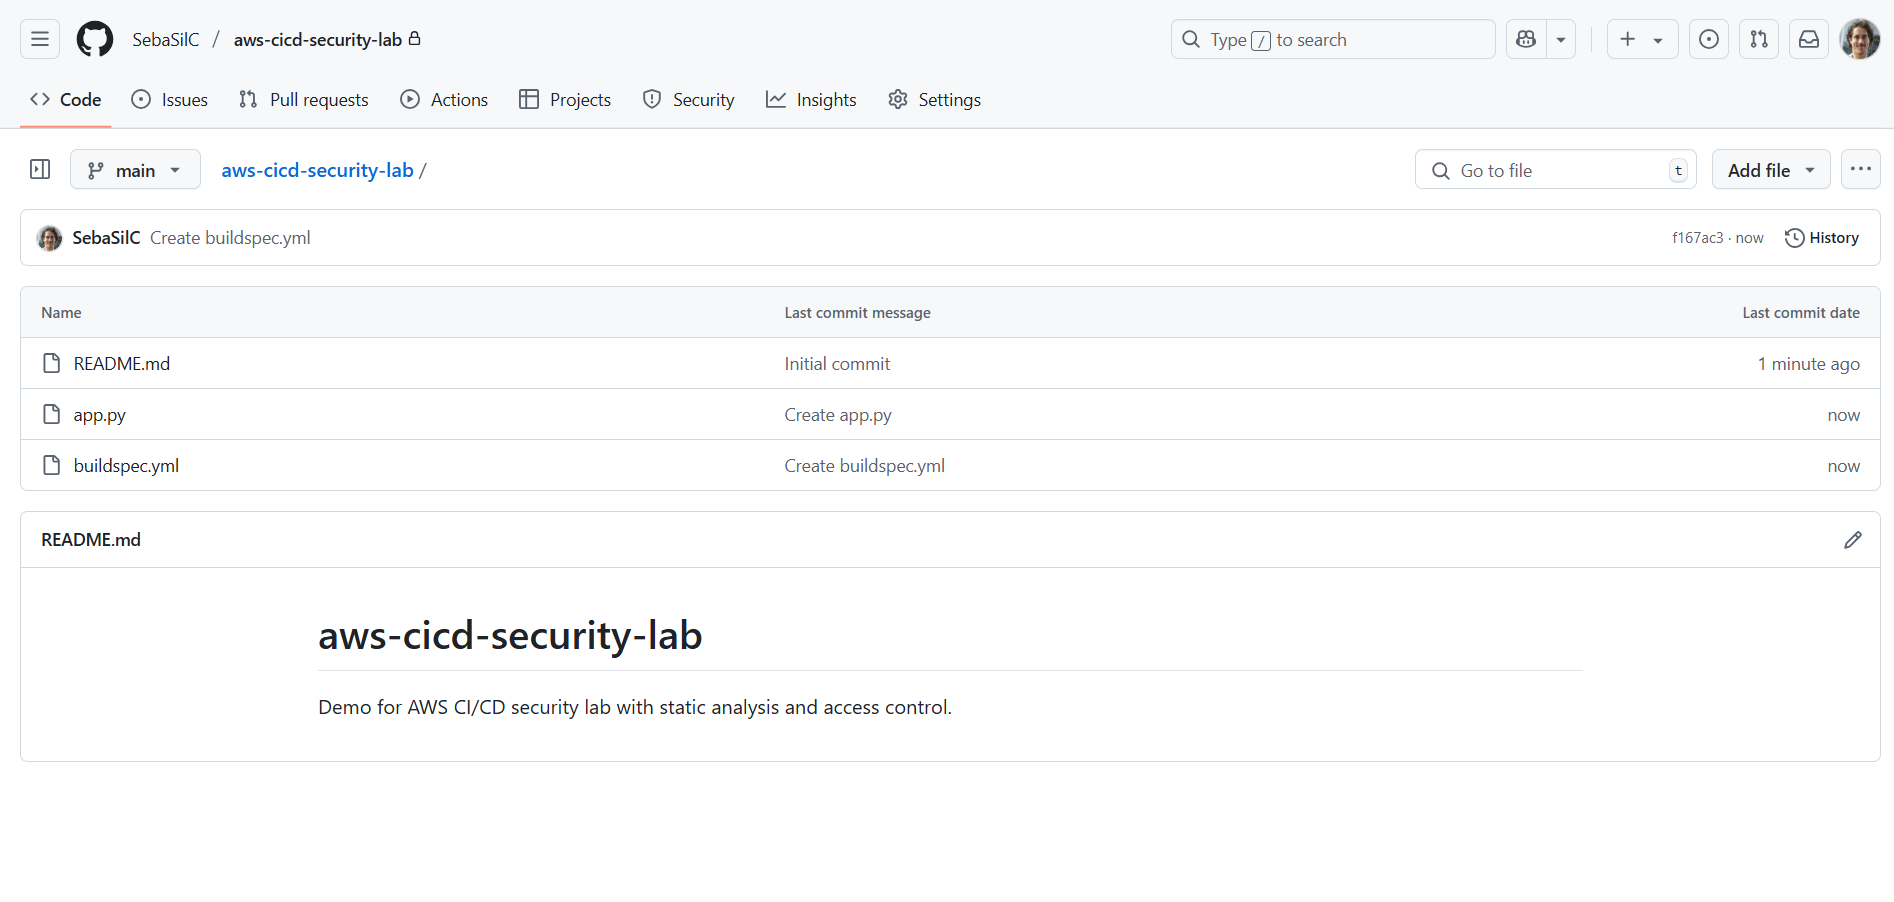 SebaSilC / aws-cicd-security-lab
Type / to search
Code Issues Pull requests Actions Projects Security Insights Settings
main aws-cicd-security-lab / Go to file t Add file
SebaSilC Create buildspec.yml f167ac3 · now History
Name Last commit message Last commit date
README.md Initial commit 1 minute ago
app.py Create app.py now
buildspec.yml Create buildspec.yml now
README.md
aws-cicd-security-lab
Demo for AWS CI/CD security lab with static analysis and access control.